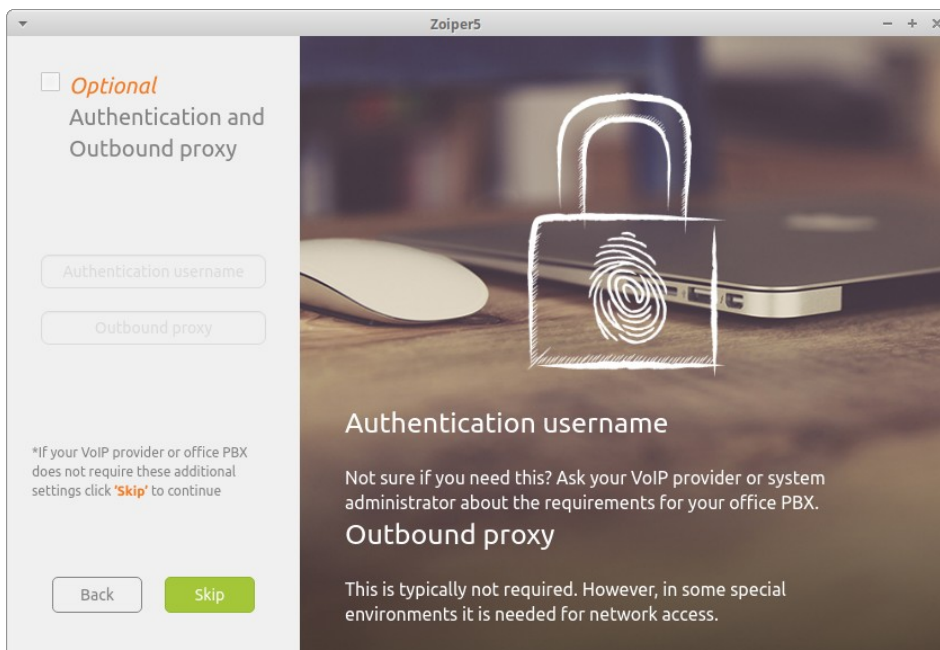 Zoiper5
Optional
Authentication and
Outbound proxy
Authentication username
Outbound proxy
*If your VoIP provider or office PBX
does not require these additional
settings click 'Skip' to continue
Back
Skip
Authentication username
Not sure if you need this? Ask your VoIP provider or system
administrator about the requirements for your office PBX.
Outbound proxy
This is typically not required. However, in some special
environments it is needed for network access.